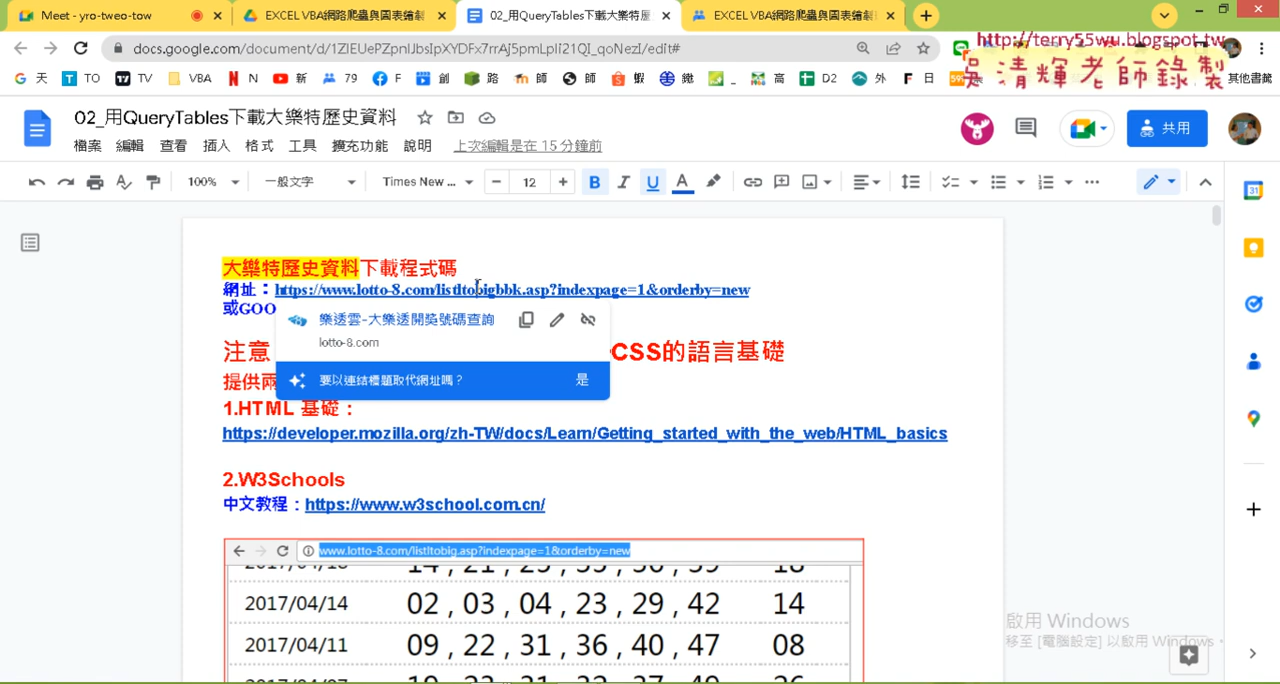 Meet - yro-tweo-tow
EXCEL VBA網路爬蟲與圖表繪制
02_用QueryTables下載大樂特歷
EXCEL VBA網路爬蟲與圖表繪制
docs.google.com/document/d/1ZlEUePZpnIJbsIpXYDFx7rrAj5pmLplI21QI_qoNezI/edit#
http://terry55wu.blogspot.tw
吳清輝老師錄製
天 TO TV VBA N 新 79 F 創 路 師 師 蝦 鐵 _ 高 D2 外 日 其他書籤
02_用QueryTables下載大樂特歷史資料
檔案 編輯 查看 插入 格式 工具 擴充功能 說明 上次編輯是在 15 分鐘前
共用
100% 一般文字 Times New ... 12 B I U A
大樂特歷史資料下載程式碼
網址：https://www.lotto-8.com/listltobigbbk.asp?indexpage=1&orderby=new
或GOO
樂透雲-大樂透開獎號碼查詢
lotto-8.com
要以連結標題取代網址嗎？ 是
注意 CSS的語言基礎
提供兩
1.HTML 基礎：
https://developer.mozilla.org/zh-TW/docs/Learn/Getting_started_with_the_web/HTML_basics
2.W3Schools
中文教程：https://www.w3school.com.cn/
www.lotto-8.com/listltobig.asp?indexpage=1&orderby=new
2017/04/14 02 , 03 , 04 , 23 , 29 , 42 14
2017/04/11 09 , 22 , 31 , 36 , 40 , 47 08
啟用 Windows
移至 [電腦設定] 以啟用 Windows。